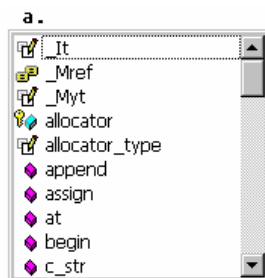 a.
_It
_Mref
_Myt
allocator
allocator_type
append
assign
at
begin
c_str